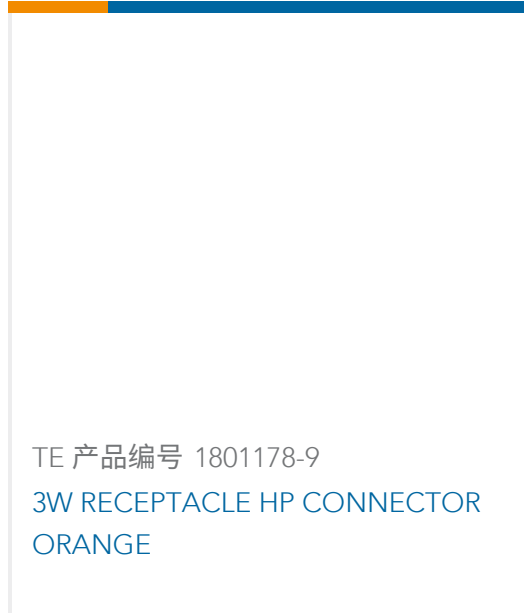 TE 产品编号 1801178-9
3W RECEPTACLE HP CONNECTOR
ORANGE